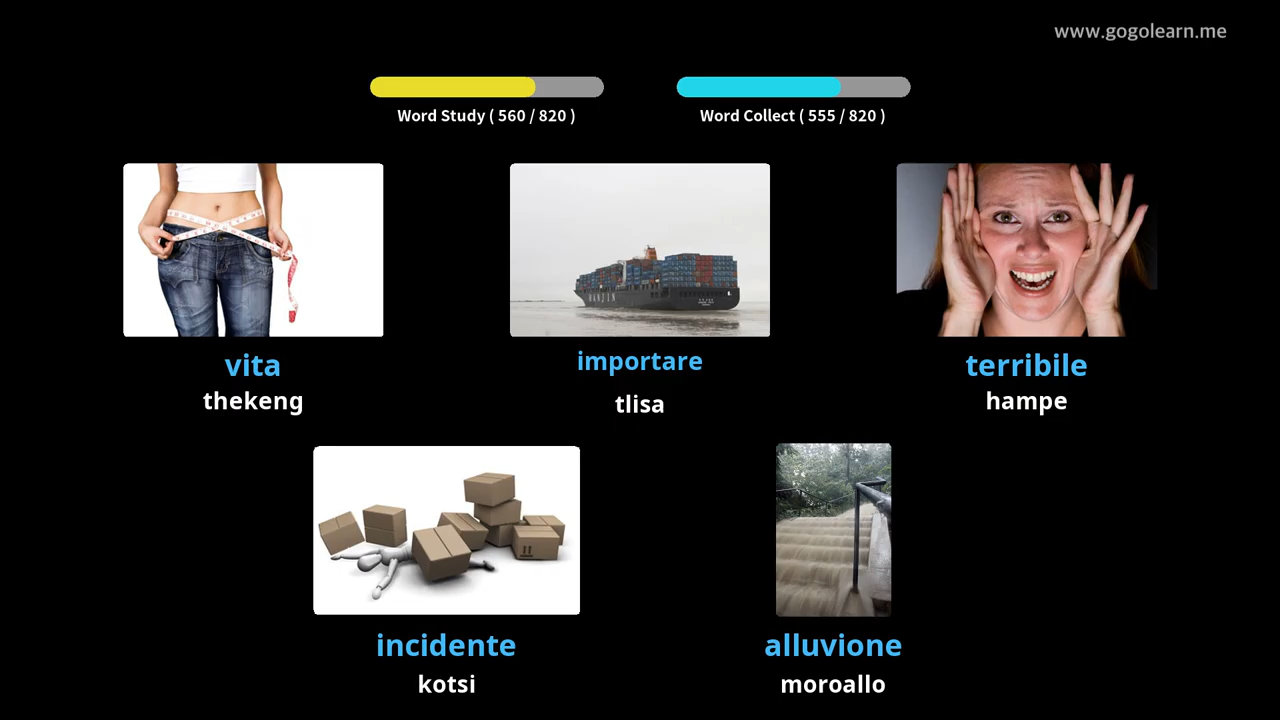 www.gogolearn.me
Word Study ( 560 / 820 )
Word Collect ( 555 / 820 )
vita
thekeng
importare
tlisa
terribile
hampe
HANJIN
incidente
kotsi
alluvione
moroallo